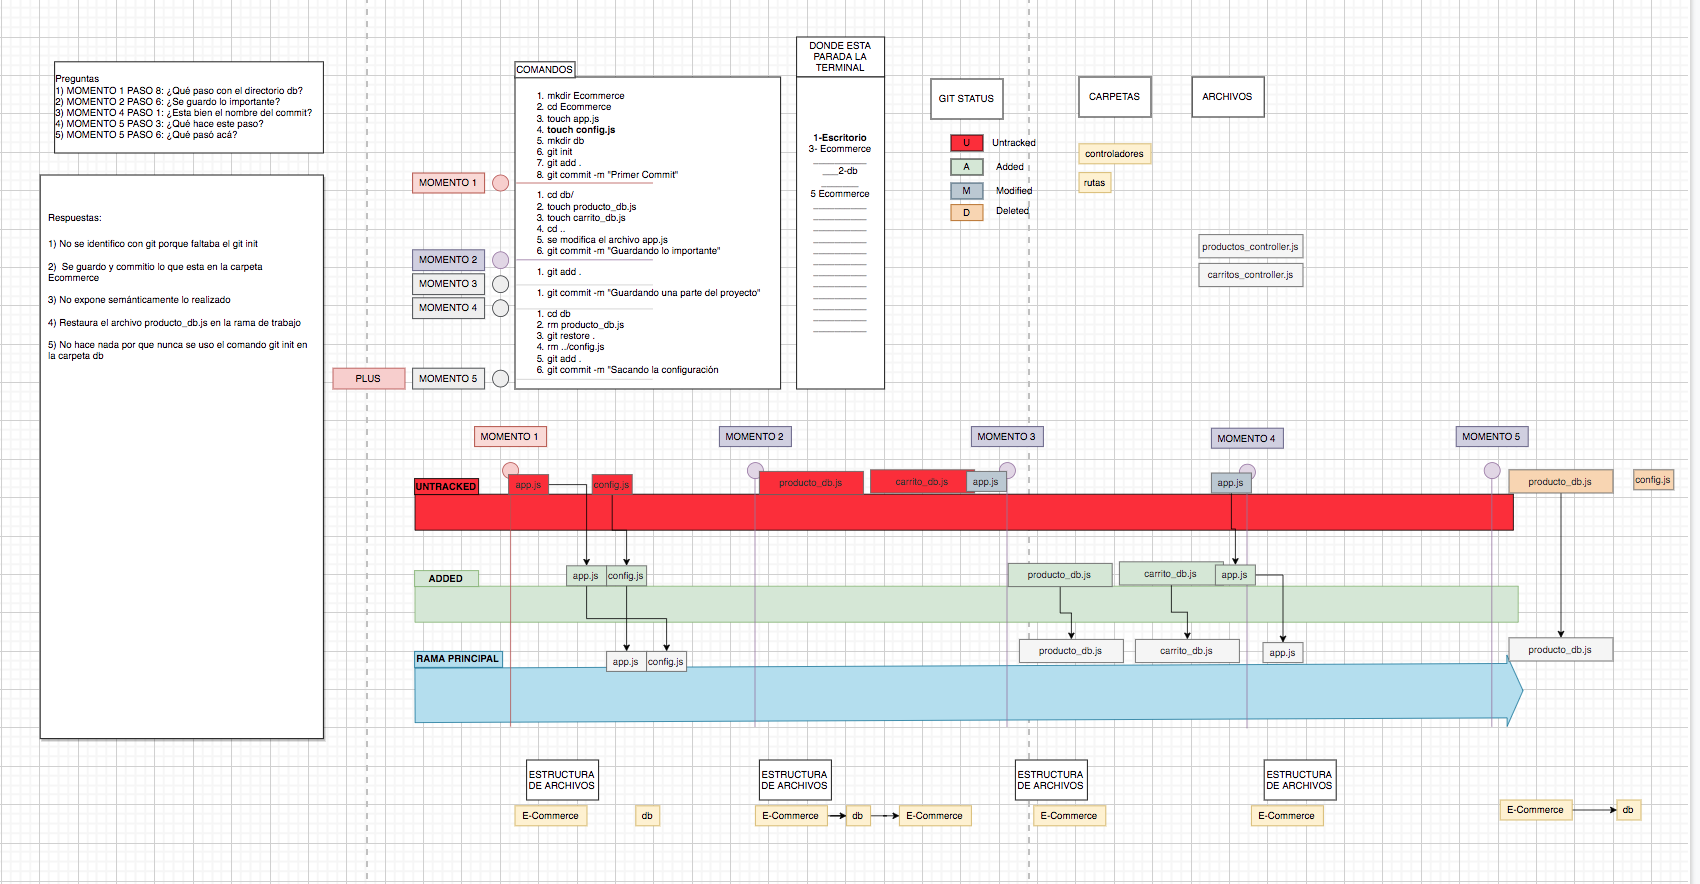 Preguntas
1) MOMENTO 1 PASO 6: ¿Qué paso con el directorio db?
2) MOMENTO 2 PASO 6: ¿Se guardo lo importante?
3) MOMENTO 4 PASO 1: ¿Esta bien el nombre del commit?
4) MOMENTO 5 PASO 3: ¿Qué hace este paso?
5) MOMENTO 5 PASO 6: ¿Qué pasó acá?
Respuestas:
1) No se identifico con git porque faltaba el git init
2) Se guardo y commitio lo que esta en la carpeta
Ecommerce
3) No expone semánticamente lo realizado
4) Restaura el archivo producto_db.js en la rama de trabajo
5) No hace nada por que nunca se uso el comando git init en
la carpeta db
PLUS
MOMENTO 1
MOMENTO 2
MOMENTO 3
MOMENTO 4
MOMENTO 5
COMANDOS
1. mkdir Ecommerce
2. cd Ecommerce
3. touch app.js
4. touch config.js
5. mkdir db
6. git init
7. git add .
8. git commit -m "Primer Commit"
1. cd db/
2. touch producto_db.js
3. touch carrito_db.js
4. cd ..
5. se modifica el archivo app.js
6. git commit -m "Guardando lo importante"
1. git add .
1. git commit -m "Guardando una parte del proyecto"
1. cd db
2. rm producto_db.js
3. git restore .
4. rm ../config.js
5. git add .
6. git commit -m "Sacando la configuración
DONDE ESTA
PARADA LA
TERMINAL
1-Escritorio
3- Ecommerce
2-db
5 Ecommerce
GIT STATUS
U Untracked
A Added
M Modified
D Deleted
CARPETAS
controladores
rutas
ARCHIVOS
productos_controller.js
carritos_controller.js
MOMENTO 1 MOMENTO 2 MOMENTO 3 MOMENTO 4 MOMENTO 5
UNTRACKED app.js config.js producto_db.js carrito_db.js app.js app.js producto_db.js config.js
ADDED app.js config.js producto_db.js carrito_db.js app.js
RAMA PRINCIPAL app.js config.js producto_db.js carrito_db.js app.js producto_db.js
ESTRUCTURA
DE ARCHIVOS
ESTRUCTURA
DE ARCHIVOS
ESTRUCTURA
DE ARCHIVOS
ESTRUCTURA
DE ARCHIVOS
E-Commerce db E-Commerce db E-Commerce E-Commerce E-Commerce E-Commerce db